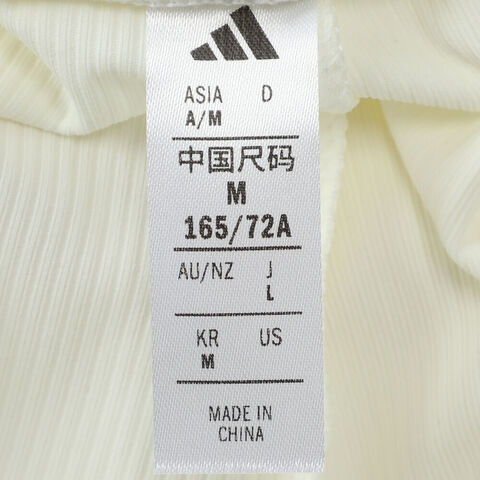 ASIA D
A/M
中国尺码
M
165/72A
AU/NZ J
L
KR US
M
MADE IN
CHINA